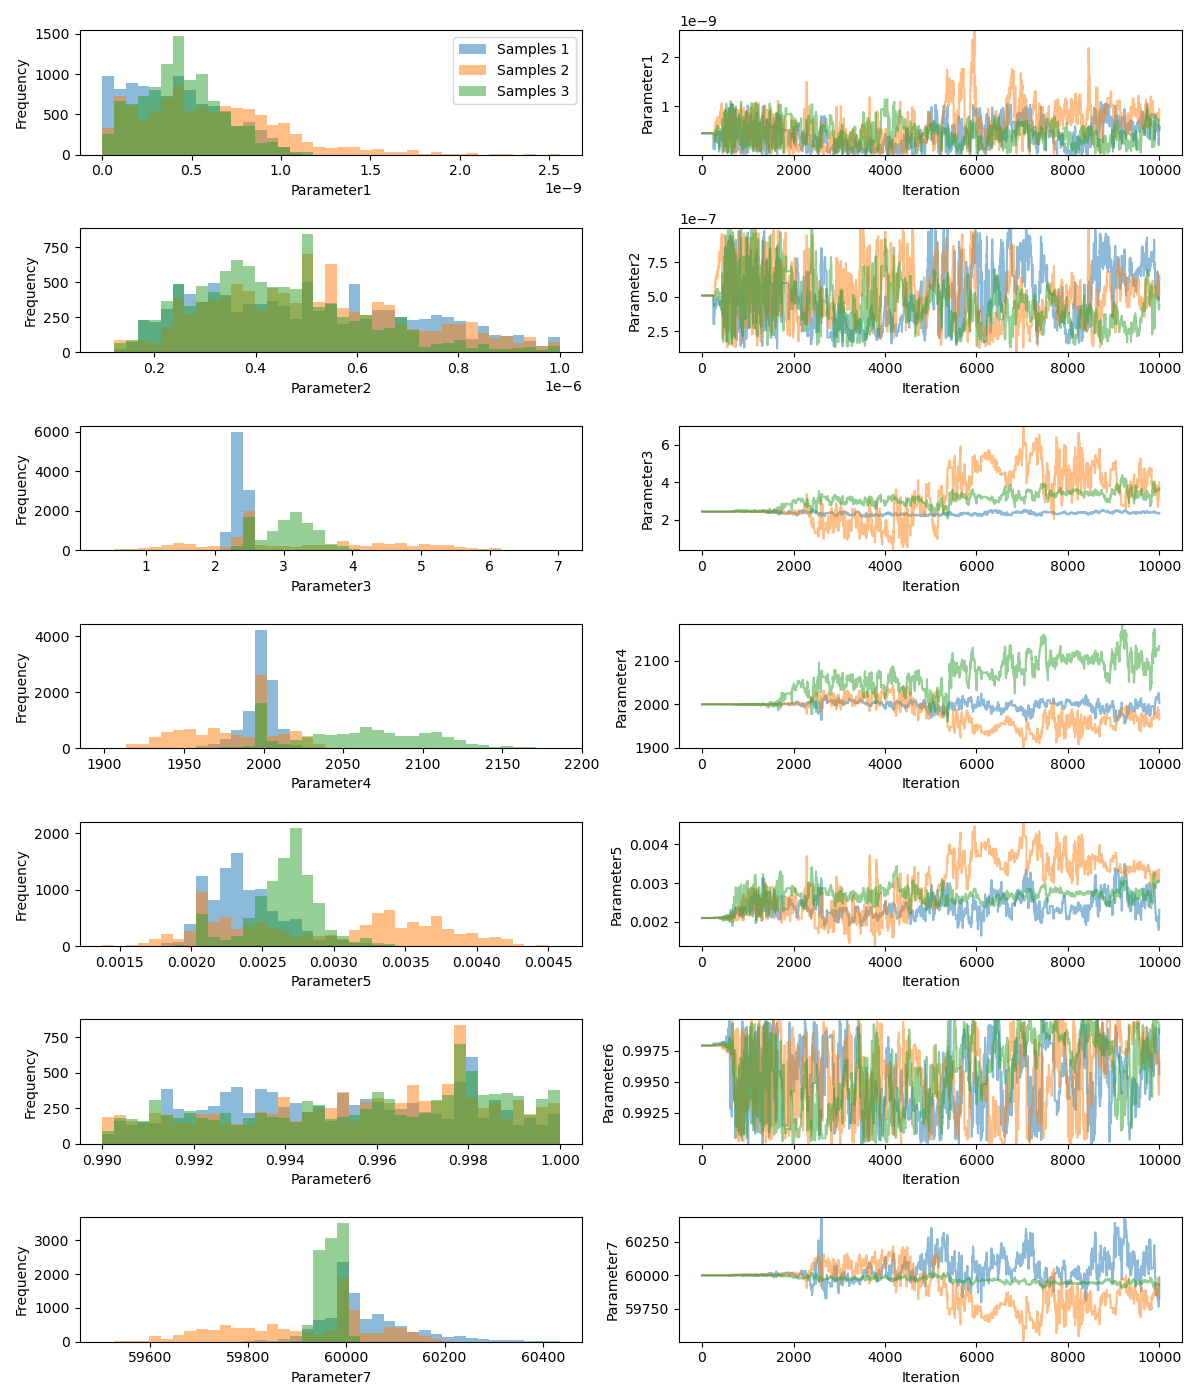 1e−9
1500
1000
500
0
Frequency
Samples 1
Samples 2
Samples 3
0.0 0.5 1.0 1.5 2.0 2.5
Parameter1
1e−9
2
1
Parameter1
0 2000 4000 6000 8000 10000
Iteration
750
500
250
0
Frequency
0.2 0.4 0.6 0.8 1.0
Parameter2
1e−6
1e−7
7.5
5.0
2.5
Parameter2
0 2000 4000 6000 8000 10000
Iteration
6000
4000
2000
0
Frequency
1 2 3 4 5 6 7
Parameter3
6
4
2
Parameter3
0 2000 4000 6000 8000 10000
Iteration
4000
2000
0
Frequency
1900 1950 2000 2050 2100 2150 2200
Parameter4
2100
2000
1900
Parameter4
0 2000 4000 6000 8000 10000
Iteration
2000
1000
0
Frequency
0.0015 0.0020 0.0025 0.0030 0.0035 0.0040 0.0045
Parameter5
0.004
0.003
0.002
Parameter5
0 2000 4000 6000 8000 10000
Iteration
750
500
250
0
Frequency
0.990 0.992 0.994 0.996 0.998 1.000
Parameter6
0.9975
0.9950
0.9925
Parameter6
0 2000 4000 6000 8000 10000
Iteration
3000
2000
1000
0
Frequency
59600 59800 60000 60200 60400
Parameter7
60250
60000
59750
Parameter7
0 2000 4000 6000 8000 10000
Iteration